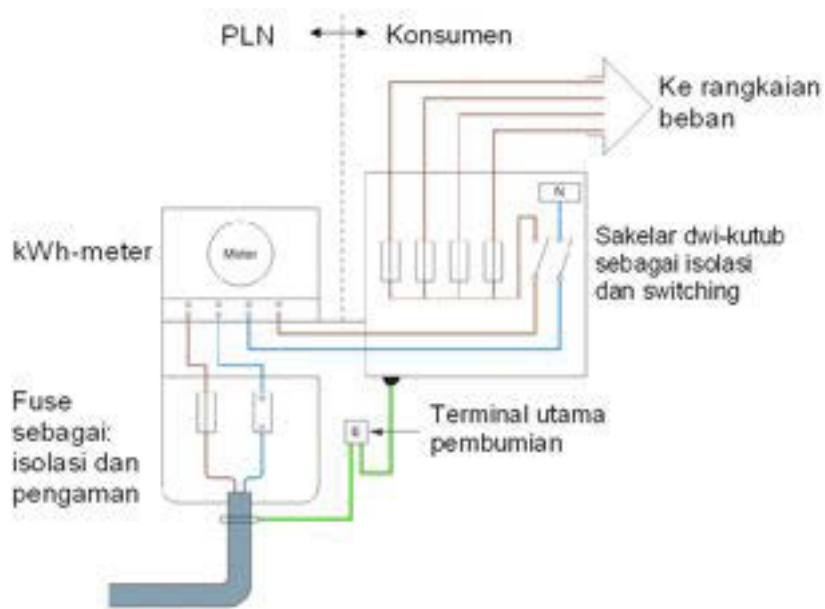 PLN
Konsumen
Ke rangkaian
beban
kWh-meter
Meter
N
Sakelar dwi-kutub
sebagai isolasi
dan switching
Fuse
sebagai:
isolasi dan
pengaman
E
Terminal utama
pembumian